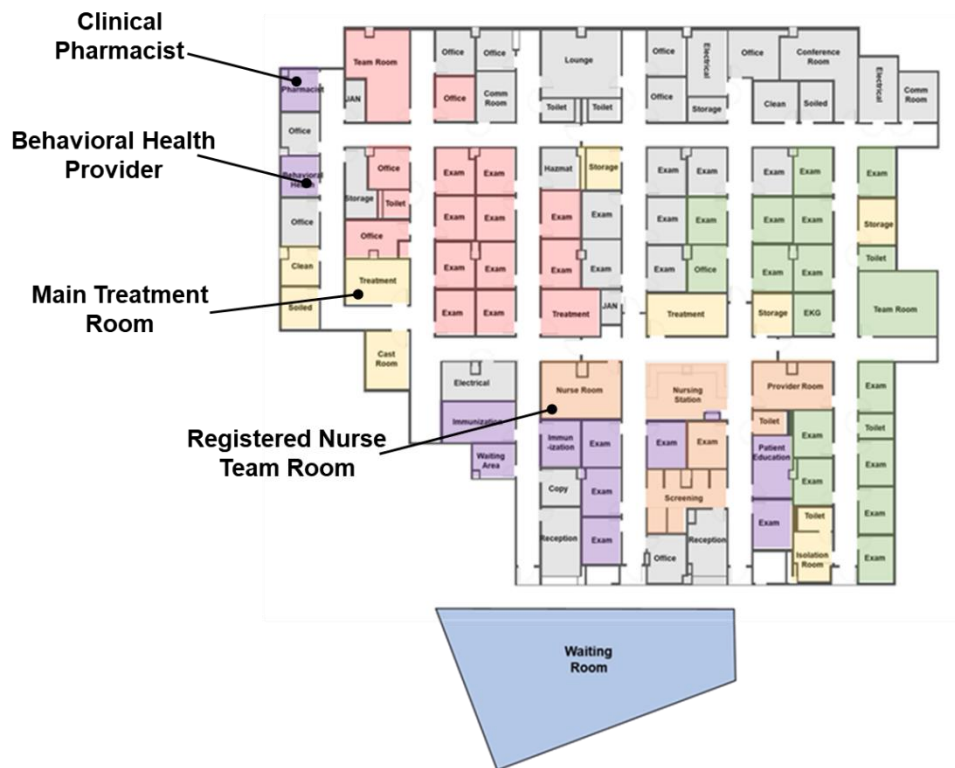 Clinical
Pharmacist
Behavioral Health
Provider
Main Treatment
Room
Registered Nurse
Team Room
Team Room
Office
Office
Lounge
Office
Electrical
Office
Conference
Room
Electrical
Comm
Room
Pharmacist
JAN
Office
Comm
Room
Toilet
Toilet
Office
Storage
Clean
Soiled
Office
Behavioral
Health
Office
Storage
Office
Toilet
Office
Exam
Exam
Hazmat
Storage
Exam
Exam
Exam
Exam
Exam
Exam
Exam
Exam
Exam
Exam
Exam
Exam
Exam
Storage
Clean
Soiled
Treatment
Exam
Exam
Exam
Exam
Exam
Office
Exam
Exam
Toilet
Exam
Exam
Treatment
JAN
Treatment
Storage
EKG
Team Room
Cast
Room
Electrical
Nurse Room
Nursing
Station
Provider Room
Exam
Immunization
Immun
-ization
Exam
Exam
Exam
Toilet
Exam
Toilet
Waiting
Area
Patient
Education
Exam
Copy
Exam
Screening
Exam
Exam
Reception
Exam
Office
Reception
Exam
Toilet
Isolation
Room
Exam
Exam
Waiting
Room